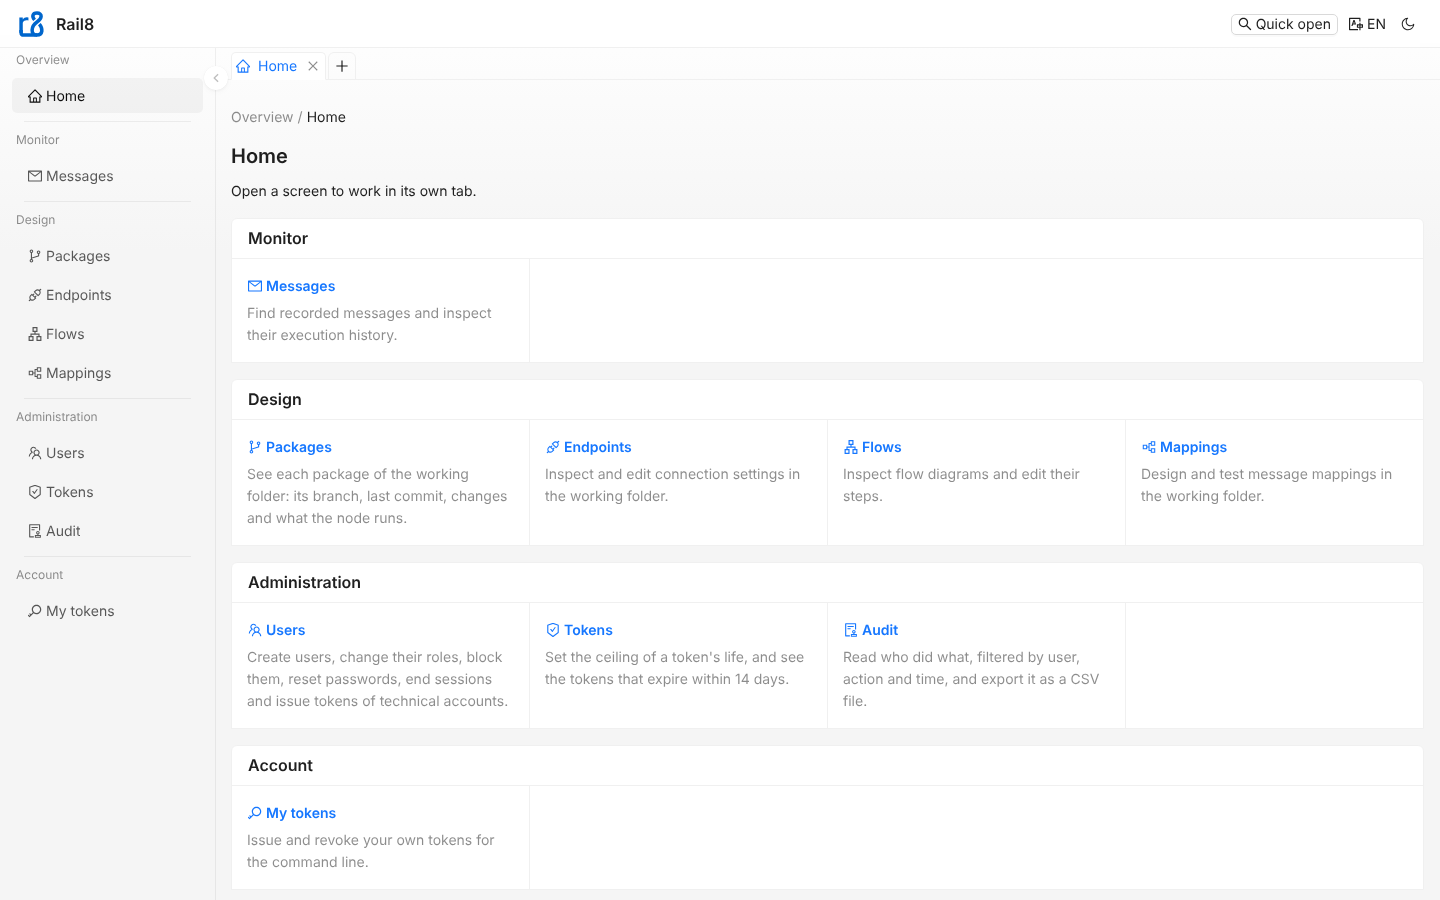 r8 Rail8
Quick open
EN
Overview
Home
Monitor
Messages
Design
Packages
Endpoints
Flows
Mappings
Administration
Users
Tokens
Audit
Account
My tokens
Home
Overview / Home
Home
Open a screen to work in its own tab.
Monitor
Messages
Find recorded messages and inspect
their execution history.
Design
Packages
See each package of the working
folder: its branch, last commit, changes
and what the node runs.
Endpoints
Inspect and edit connection settings in
the working folder.
Flows
Inspect flow diagrams and edit their
steps.
Mappings
Design and test message mappings in
the working folder.
Administration
Users
Create users, change their roles, block
them, reset passwords, end sessions
and issue tokens of technical accounts.
Tokens
Set the ceiling of a token's life, and see
the tokens that expire within 14 days.
Audit
Read who did what, filtered by user,
action and time, and export it as a CSV
file.
Account
My tokens
Issue and revoke your own tokens for
the command line.